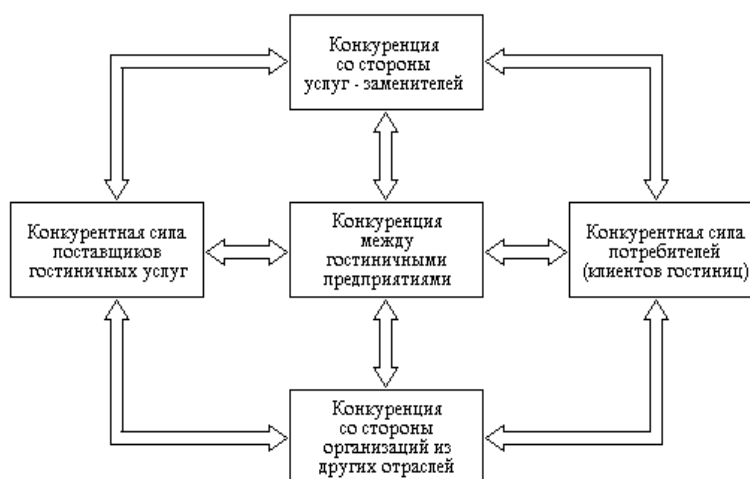 Конкуренция
со стороны
услуг - заменителей
Конкурентная сила
поставщиков
гостиничных услуг
Конкуренция
между
гостиничными
предприятиями
Конкурентная сила
потребителей
(клиентов гостиниц)
Конкуренция
со стороны
организаций из
других отраслей